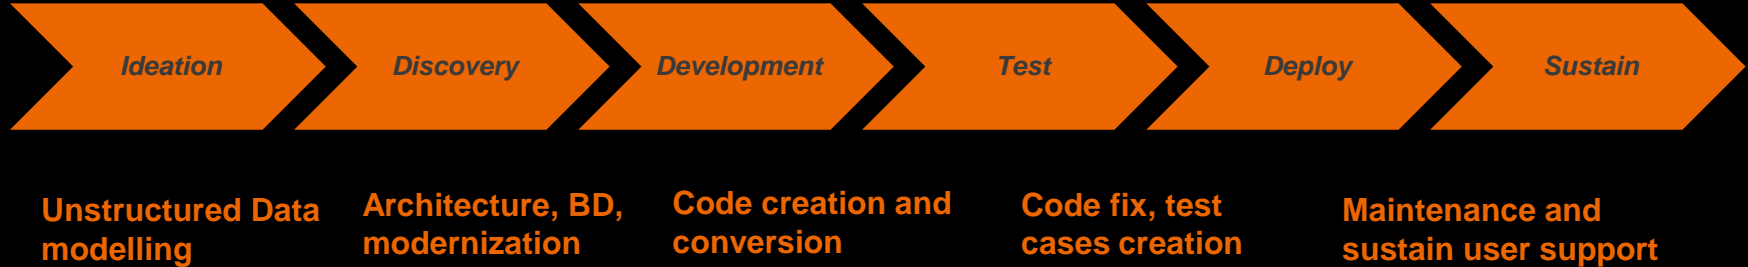 Ideation
Discovery
Development
Test
Deploy
Sustain
Unstructured Data
modelling
Architecture, BD,
modernization
Code creation and
conversion
Code fix, test
cases creation
Maintenance and
sustain user support